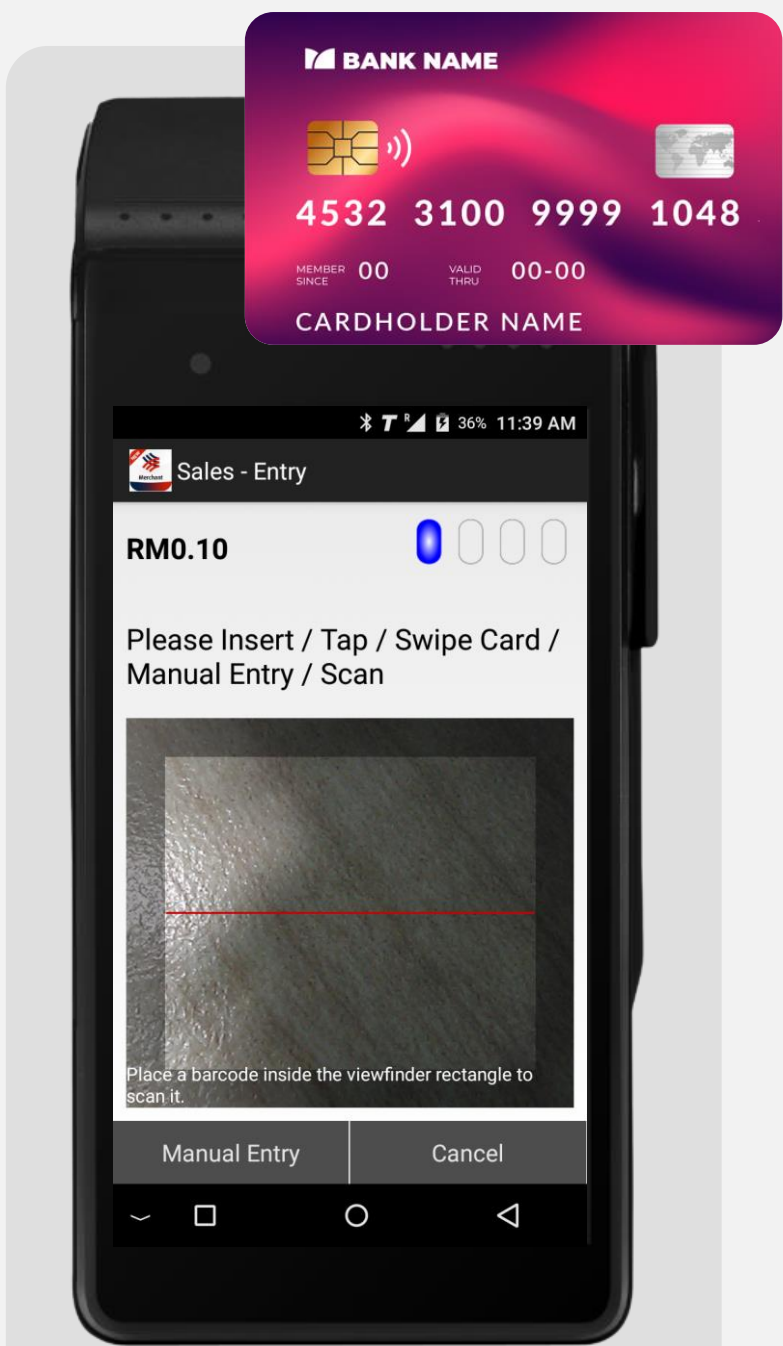 BANK NAME
4532 3100 9999 1048
MEMBER SINCE 00 VALID THRU 00-00
CARDHOLDER NAME
R 36% 11:39 AM
NEW
Merchant
Sales - Entry
RM0.10
Please Insert / Tap / Swipe Card /
Manual Entry / Scan
Place a barcode inside the viewfinder rectangle to
scan it.
Manual Entry Cancel